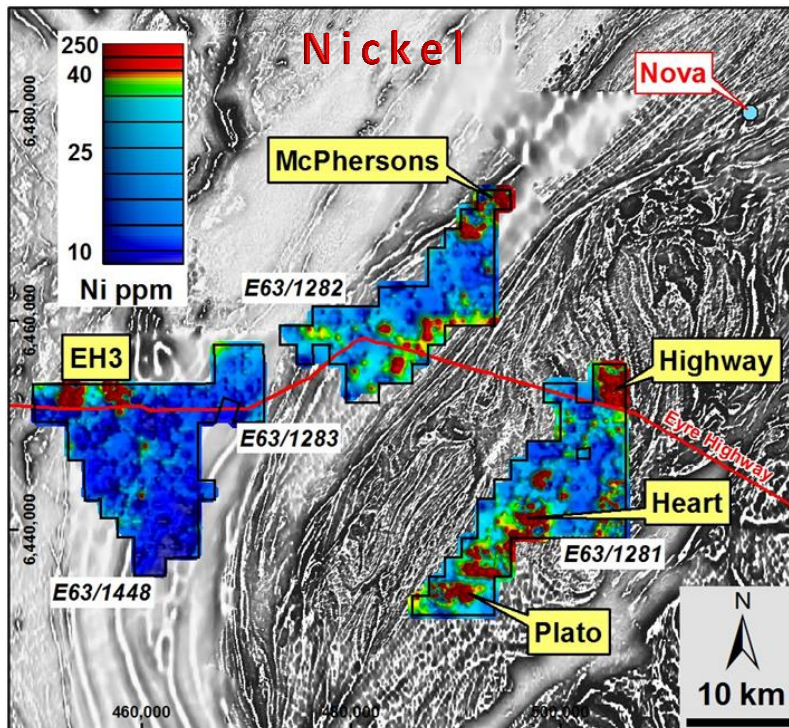 Nickel
250
40
25
10
Ni ppm
6,480,000
6,460,000
6,440,000
Nova
McPhersons
E63/1282
EH3
E63/1283
Highway
Eyre Highway
Heart
E63/1281
E63/1448
Plato
N
10 km
460,000
480,000
500,000